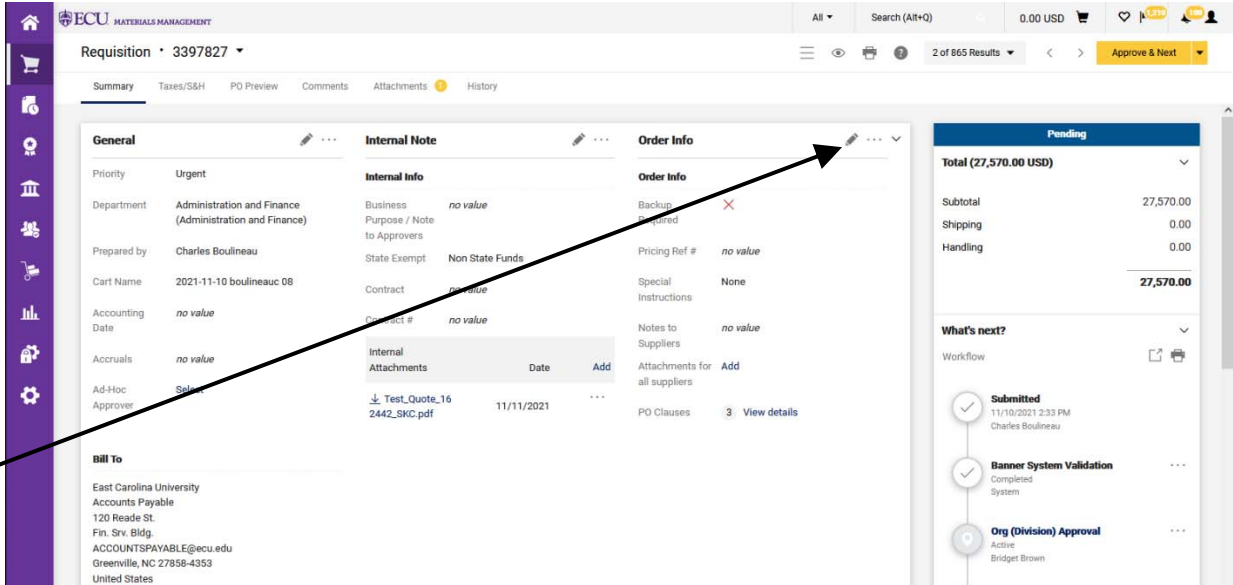 ECU MATERIALS MANAGEMENT
All
Search (Alt+Q)
0.00 USD
Requisition • 3397827
2 of 865 Results
Approve & Next
Summary
Taxes/S&H
PO Preview
Comments
Attachments
History
General
Priority Urgent
Department Administration and Finance
(Administration and Finance)
Prepared by Charles Boulineau
Cart Name 2021-11-10 boulineauc 08
Accounting no value
Date
Accruals no value
Ad-Hoc Select
Approver
Bill To
East Carolina University
Accounts Payable
120 Reade St.
Fin. Srv. Bldg.
ACCOUNTSPAYABLE@ecu.edu
Greenville, NC 27858-4353
United States
Internal Note
Internal Info
Business no value
Purpose / Note
to Approvers
State Exempt Non State Funds
Contract no value
Contract # no value
Internal
Attachments Date Add
Test_Quote_16
2442_SKC.pdf 11/11/2021
Order Info
Order Info
Backup
Required
Pricing Ref # no value
Special None
Instructions
Notes to no value
Suppliers
Attachments for Add
all suppliers
PO Clauses 3 View details
Pending
Total (27,570.00 USD)
Subtotal 27,570.00
Shipping 0.00
Handling 0.00
27,570.00
What's next?
Workflow
Submitted
11/10/2021 2:33 PM
Charles Boulineau
Banner System Validation
Completed
System
Org (Division) Approval
Active
Bridget Brown